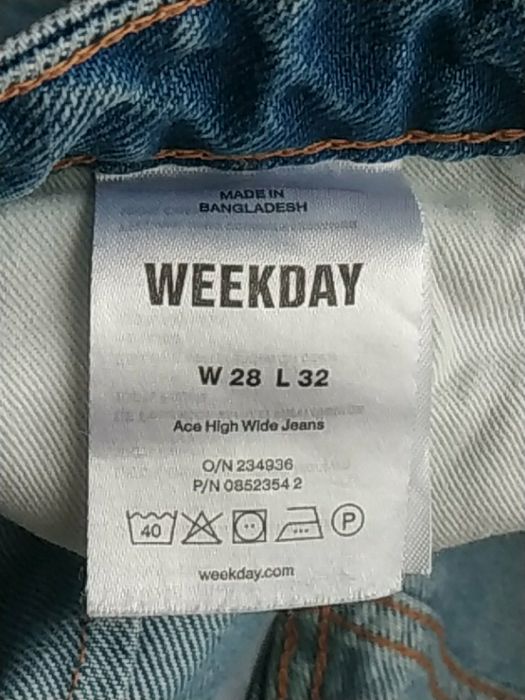 MADE IN
BANGLADESH
WEEKDAY
W 28 L 32
Ace High Wide Jeans
O/N 234936
P/N 0852354 2
40
P
weekday.com